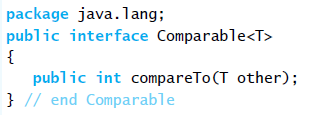 package java.lang;
public interface Comparable<T>
{
   public int compareTo(T other);
} // end Comparable